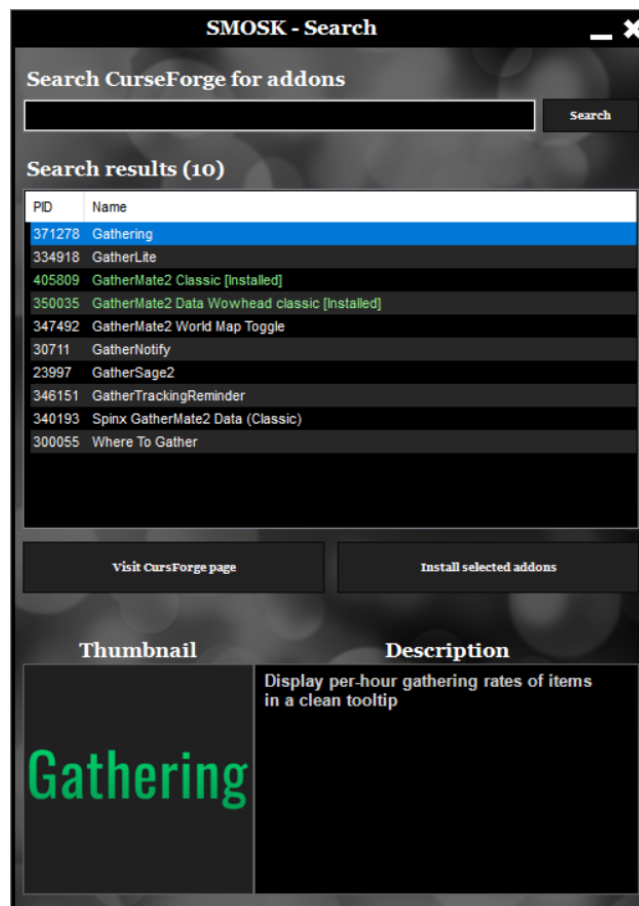 SMOSK - Search
Search CurseForge for addons
Search
Search results (10)
PID Name
371278 Gathering
334918 GatherLite
405809 GatherMate2 Classic [Installed]
350035 GatherMate2 Data Wowhead classic [Installed]
347492 GatherMate2 World Map Toggle
30711 GatherNotify
23997 GatherSage2
346151 GatherTrackingReminder
340193 Spinx GatherMate2 Data (Classic)
300055 Where To Gather
Visit CursForge page Install selected addons
Thumbnail Description
Display per-hour gathering rates of items
in a clean tooltip
Gathering